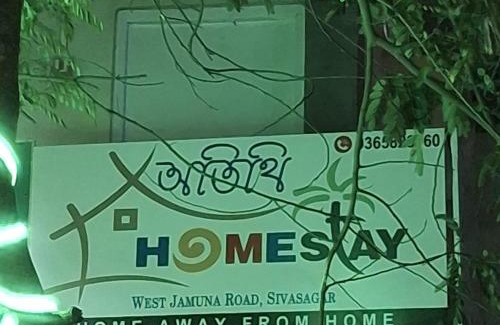 অতিথি
HOMESTAY
WEST JAMUNA ROAD, SIVASAGAR
HOME AWAY FROM HOME